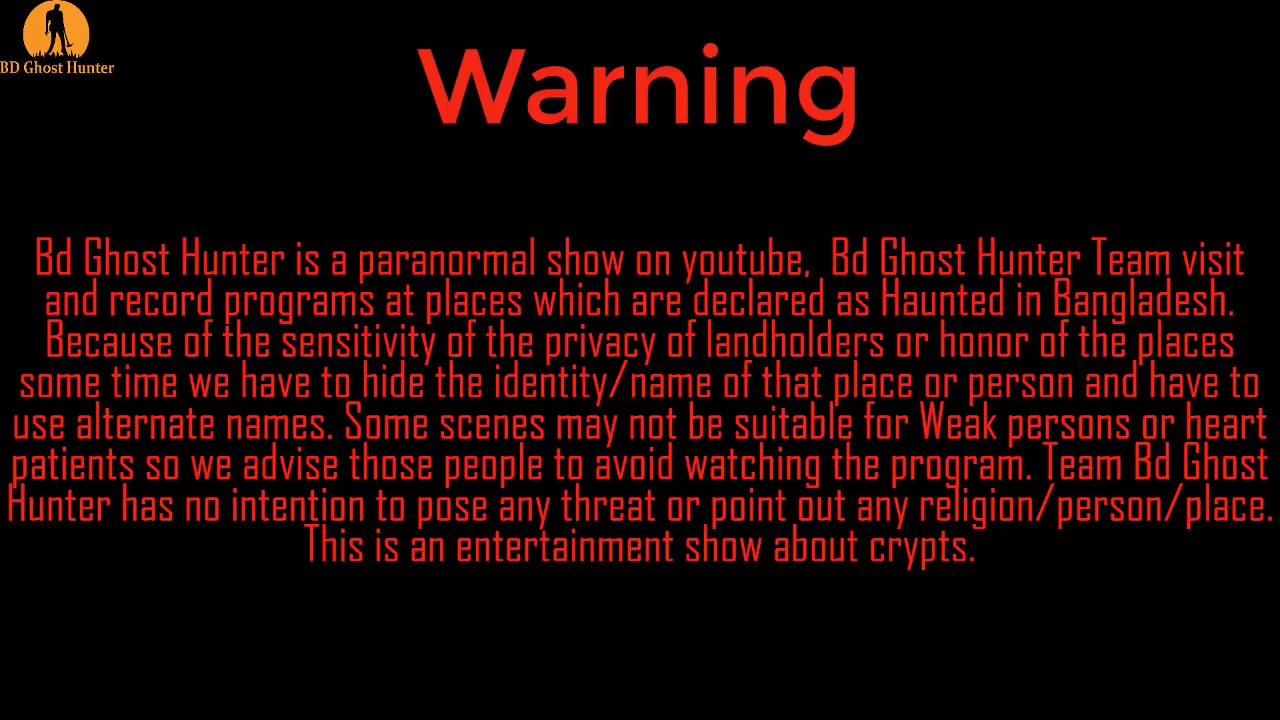 BD Ghost Hunter
Warning
Bd Ghost Hunter is a paranormal show on youtube, Bd Ghost Hunter Team visit
and record programs at places which are declared as Haunted in Bangladesh.
Because of the sensitivity of the privacy of landholders or honor of the places
some time we have to hide the identity/name of that place or person and have to
use alternate names. Some scenes may not be suitable for Weak persons or heart
patients so we advise those people to avoid watching the program. Team Bd Ghost
Hunter has no intention to pose any threat or point out any religion/person/place.
This is an entertainment show about crypts.